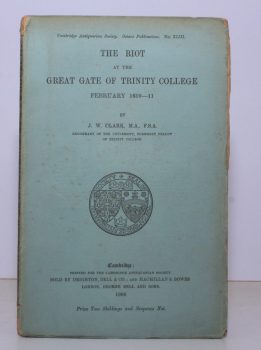 Cambridge Antiquarian Society. Octavo Publications. No. XLIII.
THE RIOT
AT THE
GREAT GATE OF TRINITY COLLEGE
FEBRUARY 1610—11
BY
J. W. CLARK, M.A., F.S.A.
REGISTRARY OF THE UNIVERSITY, FORMERLY FELLOW
OF TRINITY COLLEGE
Cambridge:
PRINTED FOR THE CAMBRIDGE ANTIQUARIAN SOCIETY
SOLD BY DEIGHTON, BELL & CO.; AND MACMILLAN & BOWES
LONDON, GEORGE BELL AND SONS
1906
Price Two Shillings and Sixpence Net.